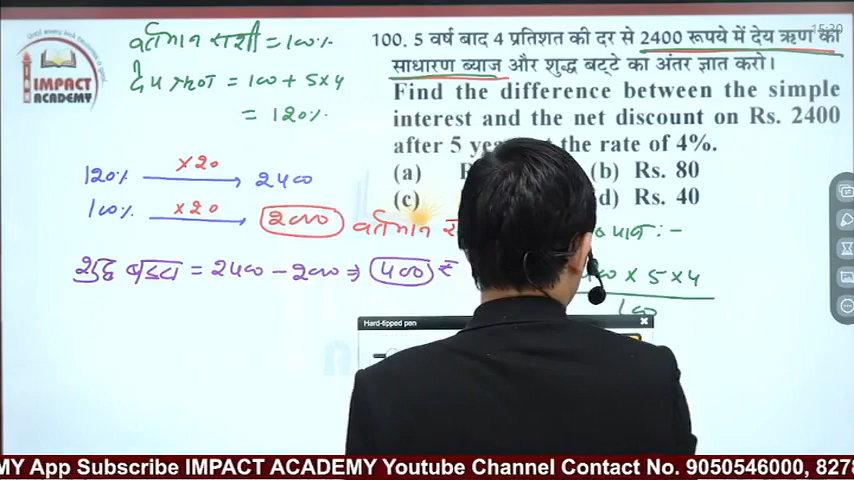 15:30
IMPACT
ACADEMY
वर्तमान राशी = 100%
= 100 + 5×4
= 120%
120% ×20 2400
100% ×20 2000 वर्तमान
शुद्ध बट्टा = 2400 - 2000 ⇒ 400 ₹
100. 5 वर्ष बाद 4 प्रतिशत की दर से 2400 रूपये में देय ऋण की
साधारण ब्याज और शुद्ध बट्टे का अंतर ज्ञात करो।
Find the difference between the simple
interest and the net discount on Rs. 2400
after 5 the rate of 4%.
(a)
(b) Rs. 80
(c)
d) Rs. 40
× 5 × 4
100
Hard-tipped pen
MY App Subscribe IMPACT ACADEMY Youtube Channel Contact No. 9050546000, 827